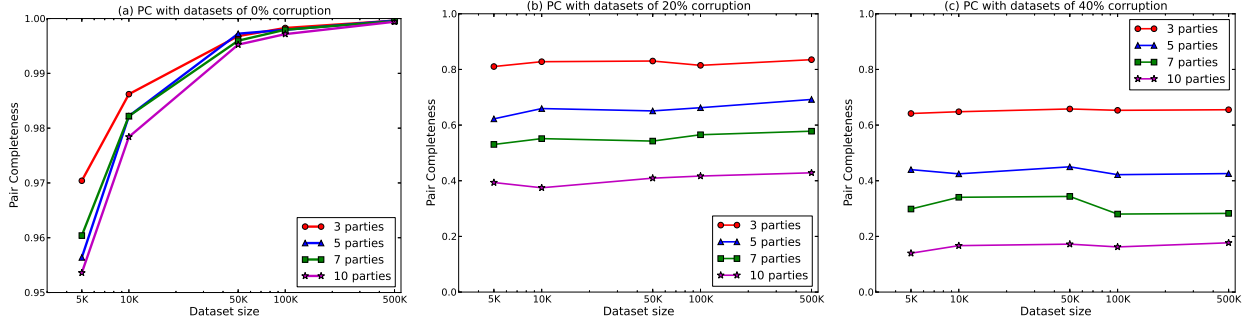 (a) PC with datasets of 0% corruption
1.00
0.99
0.98
0.97
0.96
0.95
Pair Completeness
5K 10K 50K 100K 500K
Dataset size
3 parties
5 parties
7 parties
10 parties
(b) PC with datasets of 20% corruption
1.0
0.8
0.6
0.4
0.2
0.0
Pair Completeness
5K 10K 50K 100K 500K
Dataset size
3 parties
5 parties
7 parties
10 parties
(c) PC with datasets of 40% corruption
1.0
0.8
0.6
0.4
0.2
0.0
Pair Completeness
5K 10K 50K 100K 500K
Dataset size
3 parties
5 parties
7 parties
10 parties